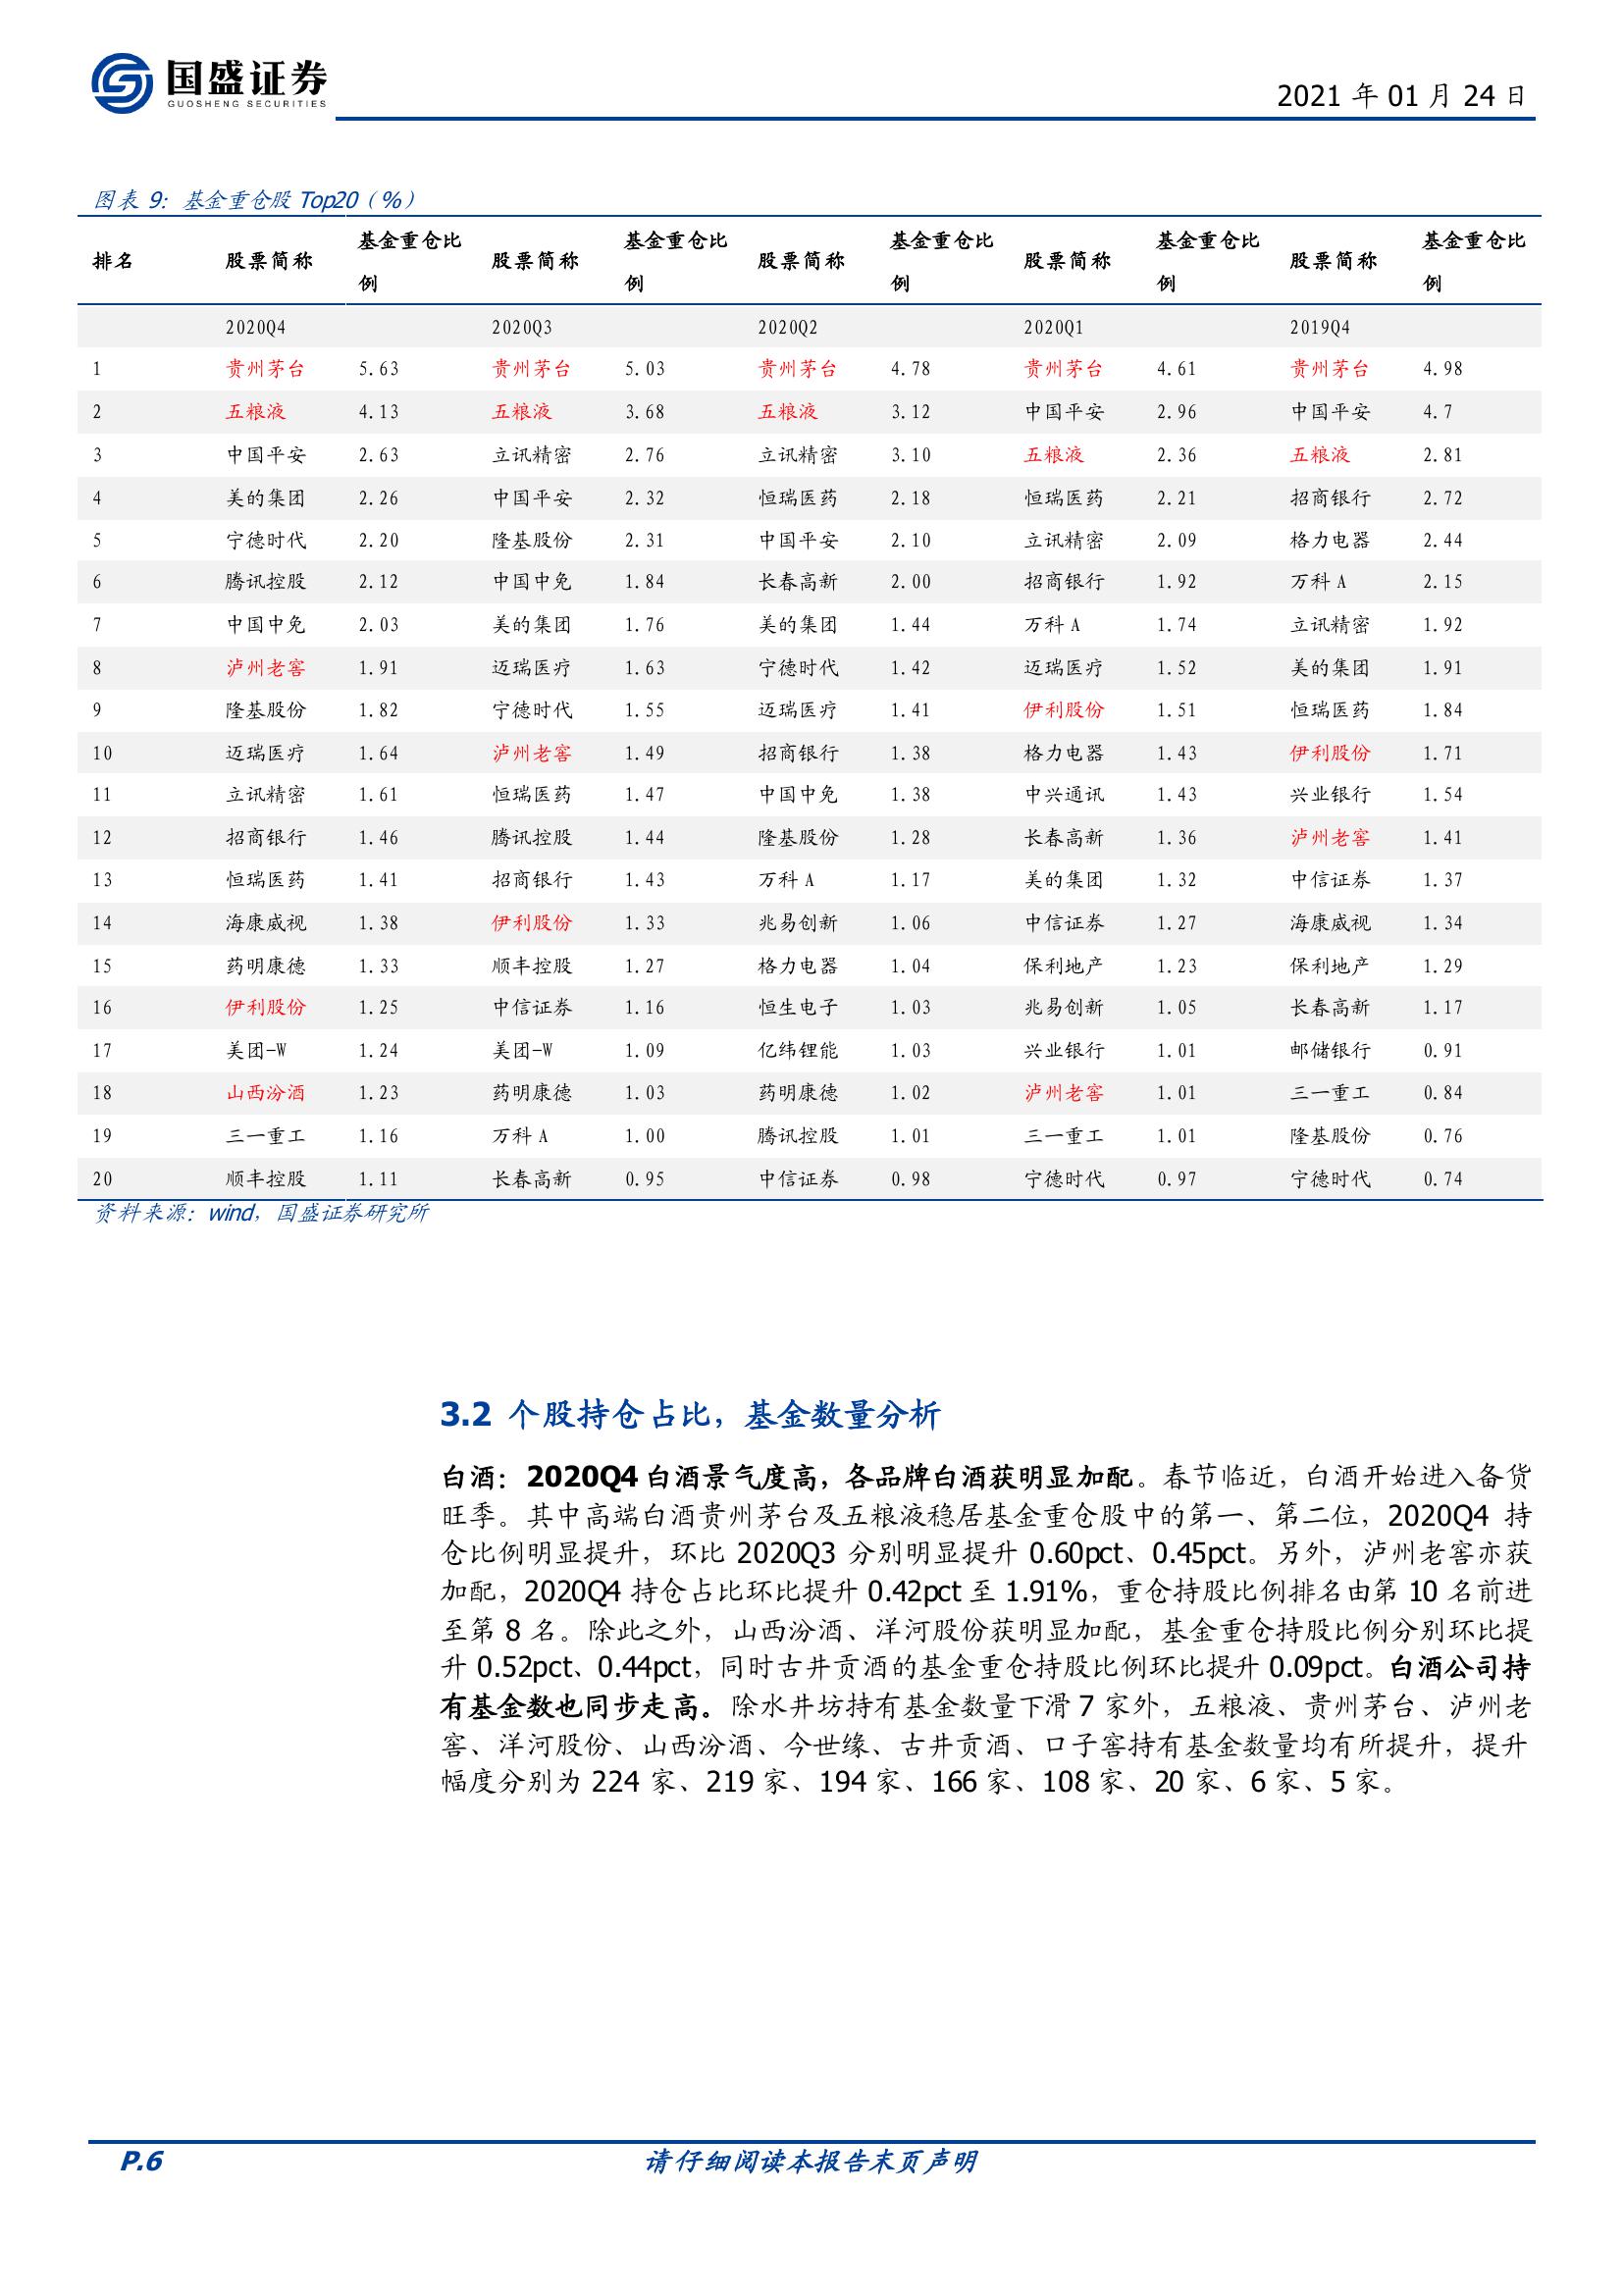 国盛证券
GUOSHENG SECURITIES
2021 年 01 月 24 日
图表 9：基金重仓股 Top20（%）
排名 股票简称 基金重仓比例 股票简称 基金重仓比例 股票简称 基金重仓比例 股票简称 基金重仓比例 股票简称 基金重仓比例
2020Q4 2020Q3 2020Q2 2020Q1 2019Q4
1 贵州茅台 5.63 贵州茅台 5.03 贵州茅台 4.78 贵州茅台 4.61 贵州茅台 4.98
2 五粮液 4.13 五粮液 3.68 五粮液 3.12 中国平安 2.96 中国平安 4.7
3 中国平安 2.63 立讯精密 2.76 立讯精密 3.10 五粮液 2.36 五粮液 2.81
4 美的集团 2.26 中国平安 2.32 恒瑞医药 2.18 恒瑞医药 2.21 招商银行 2.72
5 宁德时代 2.20 隆基股份 2.31 中国平安 2.10 立讯精密 2.09 格力电器 2.44
6 腾讯控股 2.12 中国中免 1.84 长春高新 2.00 招商银行 1.92 万科 A 2.15
7 中国中免 2.03 美的集团 1.76 美的集团 1.44 万科 A 1.74 立讯精密 1.92
8 泸州老窖 1.91 迈瑞医疗 1.63 宁德时代 1.42 迈瑞医疗 1.52 美的集团 1.91
9 隆基股份 1.82 宁德时代 1.55 迈瑞医疗 1.41 伊利股份 1.51 恒瑞医药 1.84
10 迈瑞医疗 1.64 泸州老窖 1.49 招商银行 1.38 格力电器 1.43 伊利股份 1.71
11 立讯精密 1.61 恒瑞医药 1.47 中国中免 1.38 中兴通讯 1.43 兴业银行 1.54
12 招商银行 1.46 腾讯控股 1.44 隆基股份 1.28 长春高新 1.36 泸州老窖 1.41
13 恒瑞医药 1.41 招商银行 1.43 万科 A 1.17 美的集团 1.32 中信证券 1.37
14 海康威视 1.38 伊利股份 1.33 兆易创新 1.06 中信证券 1.27 海康威视 1.34
15 药明康德 1.33 顺丰控股 1.27 格力电器 1.04 保利地产 1.23 保利地产 1.29
16 伊利股份 1.25 中信证券 1.16 恒生电子 1.03 兆易创新 1.05 长春高新 1.17
17 美团-W 1.24 美团-W 1.09 亿纬锂能 1.03 兴业银行 1.01 邮储银行 0.91
18 山西汾酒 1.23 药明康德 1.03 药明康德 1.02 泸州老窖 1.01 三一重工 0.84
19 三一重工 1.16 万科 A 1.00 腾讯控股 1.01 三一重工 1.01 隆基股份 0.76
20 顺丰控股 1.11 长春高新 0.95 中信证券 0.98 宁德时代 0.97 宁德时代 0.74
资料来源：wind，国盛证券研究所
3.2 个股持仓占比，基金数量分析
白酒：2020Q4 白酒景气度高，各品牌白酒获明显加配。春节临近，白酒开始进入备货
旺季。其中高端白酒贵州茅台及五粮液稳居基金重仓股中的第一、第二位，2020Q4 持
仓比例明显提升，环比 2020Q3 分别明显提升 0.60pct、0.45pct。另外，泸州老窖亦获
加配，2020Q4 持仓占比环比提升 0.42pct 至 1.91%，重仓持股比例排名由第 10 名前进
至第 8 名。除此之外，山西汾酒、洋河股份获明显加配，基金重仓持股比例分别环比提
升 0.52pct、0.44pct，同时古井贡酒的基金重仓持股比例环比提升 0.09pct。白酒公司持
有基金数也同步走高。除水井坊持有基金数量下滑 7 家外，五粮液、贵州茅台、泸州老
窖、洋河股份、山西汾酒、今世缘、古井贡酒、口子窖持有基金数量均有所提升，提升
幅度分别为 224 家、219 家、194 家、166 家、108 家、20 家、6 家、5 家。
P.6 请仔细阅读本报告末页声明